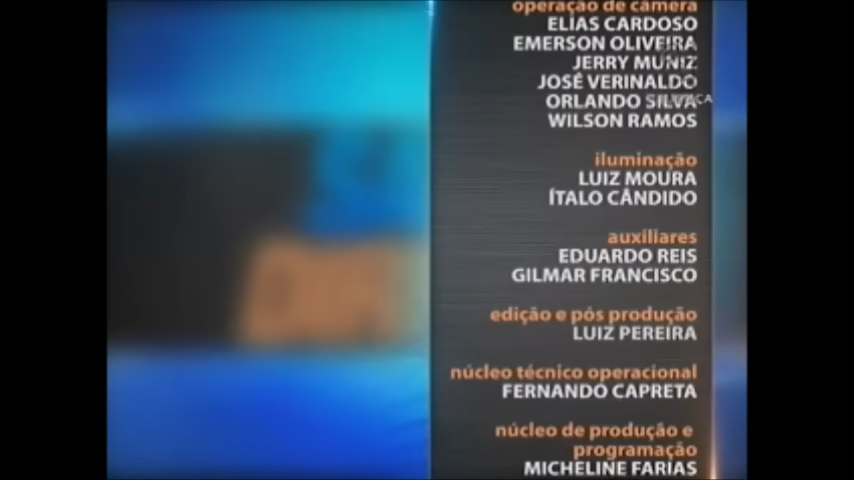 operação de câmera
ELIAS CARDOSO
EMERSON OLIVEIRA
JERRY MUNIZ
JOSÉ VERINALDO
ORLANDO SILVA
WILSON RAMOS
iluminação
LUIZ MOURA
ÍTALO CÂNDIDO
auxiliares
EDUARDO REIS
GILMAR FRANCISCO
edição e pós produção
LUIZ PEREIRA
núcleo técnico operacional
FERNANDO CAPRETA
núcleo de produção e
programação
MICHELINE FARIAS